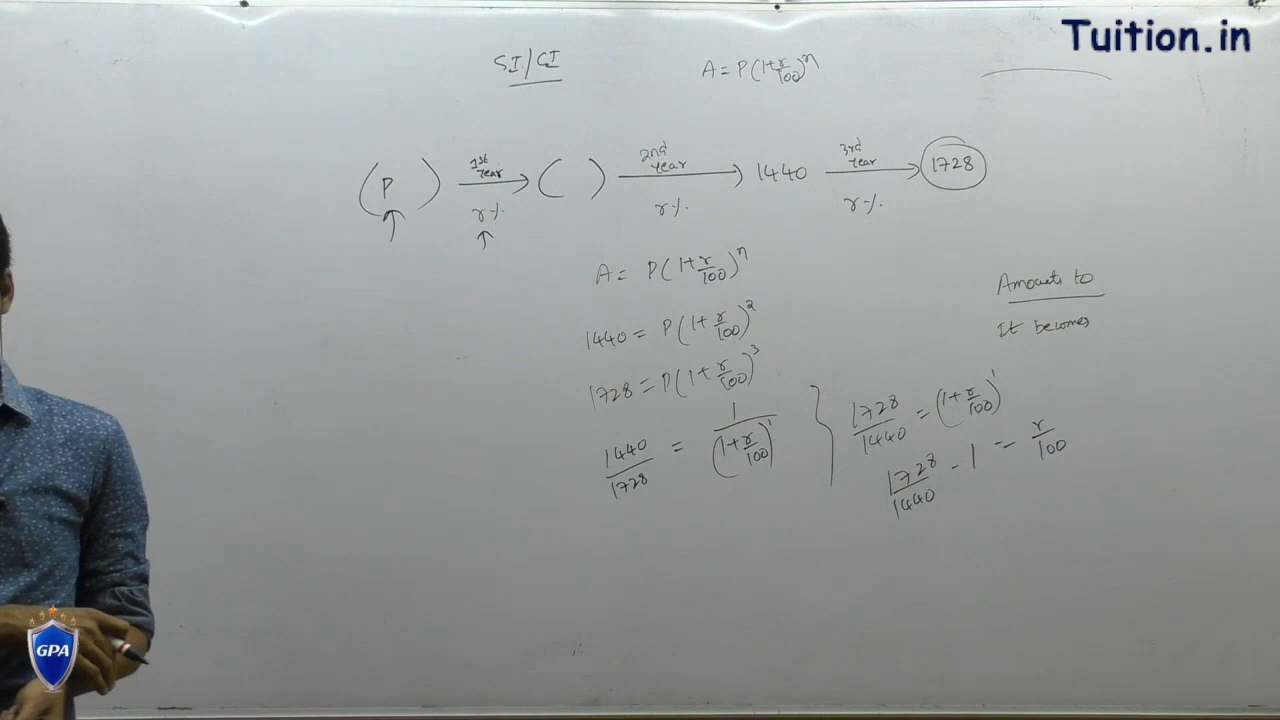 Tuition.in
SI/CI
A = P(1+r/100)^n
(P) 1st year r% ( ) 2nd year r% 1440 3rd year r% 1728
A = P(1+r/100)^n
1440 = P(1+r/100)^2
1728 = P(1+r/100)^3
1440/1728 = 1/(1+r/100)^1
1728/1440 = (1+r/100)^1
1728/1440 - 1 = r/100
Amounts to
It becomes
GPA